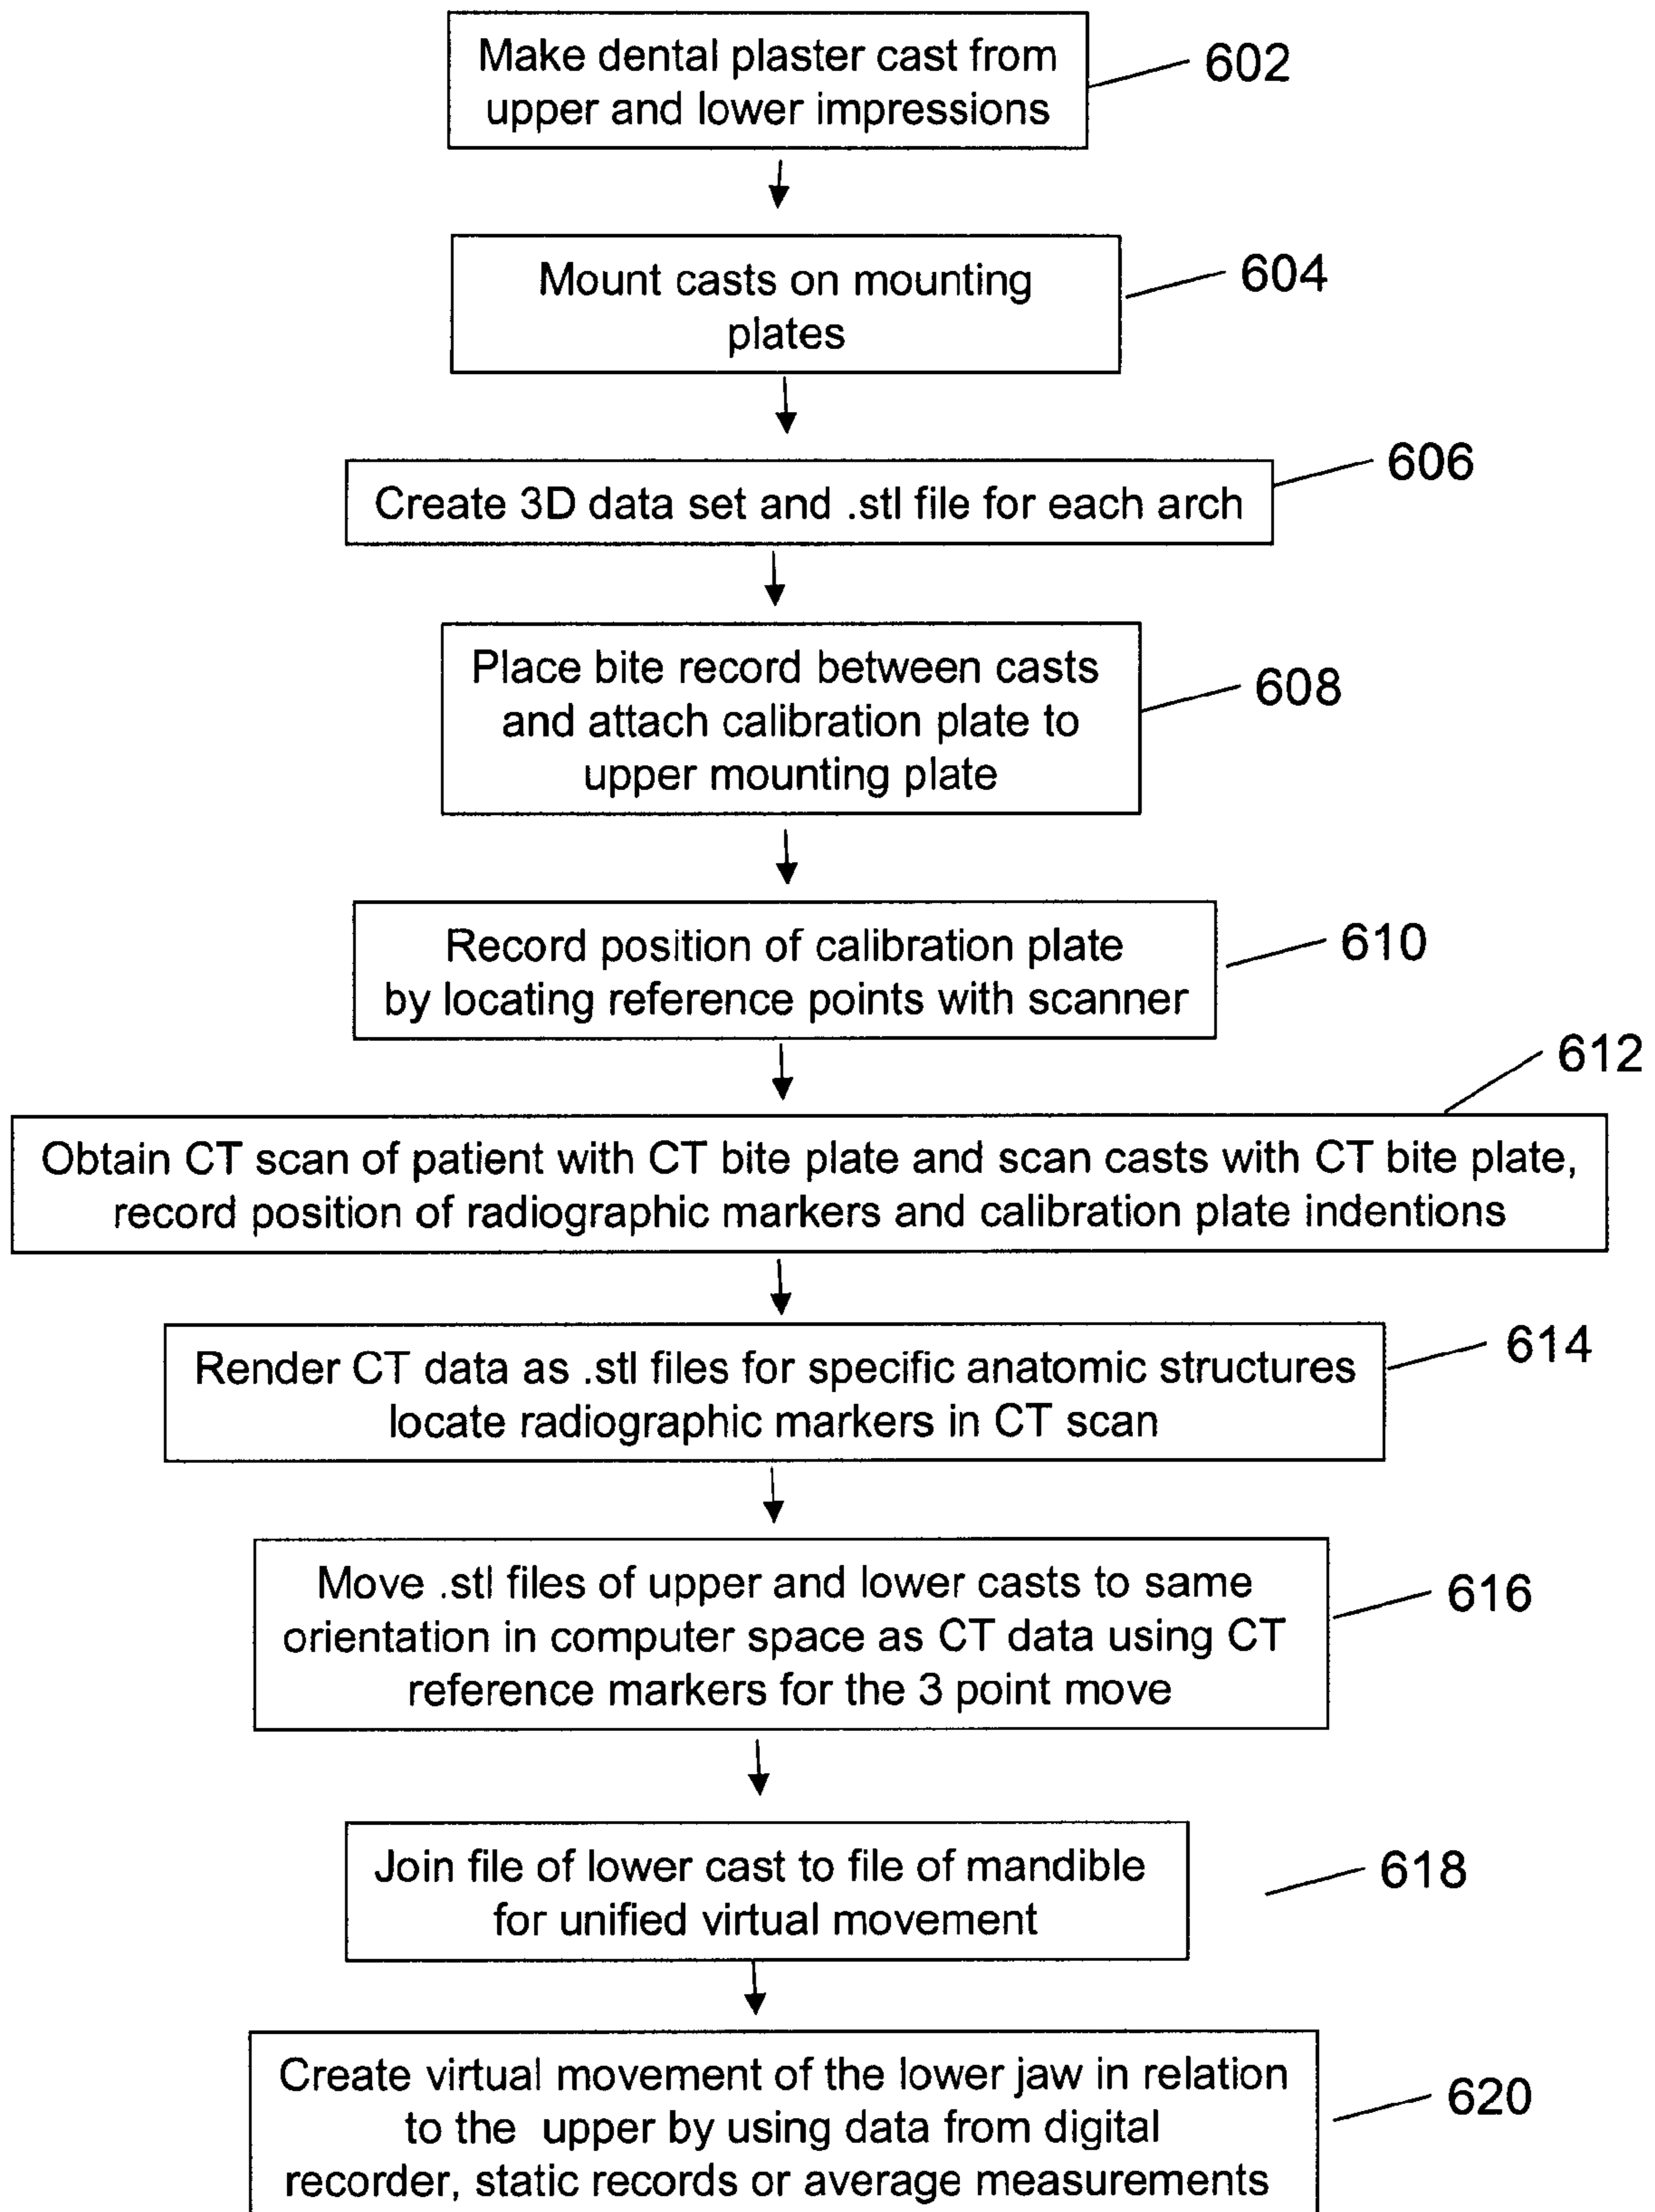 Make dental plaster cast from
upper and lower impressions
602
Mount casts on mounting
plates
604
606
Create 3D data set and .stl file for each arch
Place bite record between casts
and attach calibration plate to
upper mounting plate
608
Record position of calibration plate
by locating reference points with scanner
610
612
Obtain CT scan of patient with CT bite plate and scan casts with CT bite plate,
record position of radiographic markers and calibration plate indentions
Render CT data as .stl files for specific anatomic structures
locate radiographic markers in CT scan
614
Move .stl files of upper and lower casts to same
orientation in computer space as CT data using CT
reference markers for the 3 point move
616
Join file of lower cast to file of mandible
for unified virtual movement
618
Create virtual movement of the lower jaw in relation
to the upper by using data from digital
recorder, static records or average measurements
620